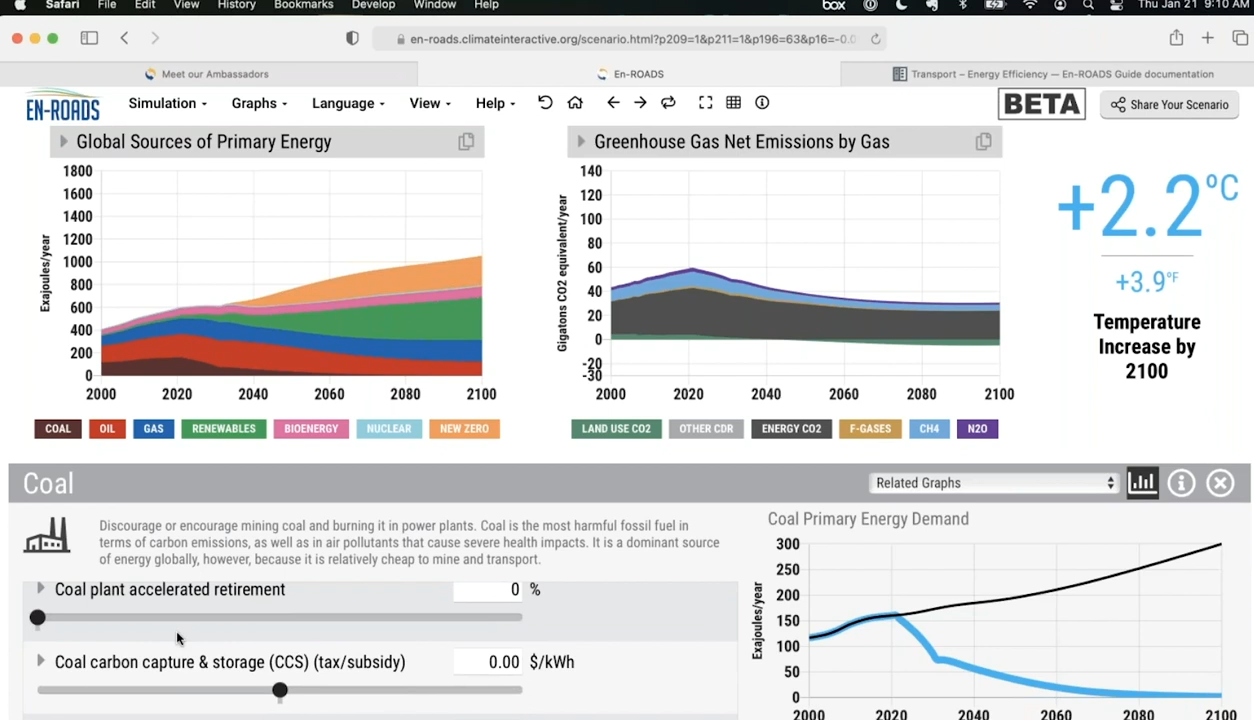 Safari File Edit View History Bookmarks Develop Window Help box Thu Jan 21 9:10 AM
en-roads.climateinteractive.org/scenario.html?p209=1&p211=1&p196=63&p16=-0.0
Meet our Ambassadors En-ROADS Transport – Energy Efficiency — En-ROADS Guide documentation
EN-ROADS Simulation Graphs Language View Help BETA Share Your Scenario
Global Sources of Primary Energy
1800
1600
1400
1200
1000
800
600
400
200
0
Exajoules/year
2000 2020 2040 2060 2080 2100
COAL OIL GAS RENEWABLES BIOENERGY NUCLEAR NEW ZERO
Greenhouse Gas Net Emissions by Gas
140
120
100
80
60
40
20
0
-20
-30
Gigatons CO2 equivalent/year
2000 2020 2040 2060 2080 2100
LAND USE CO2 OTHER CDR ENERGY CO2 F-GASES CH4 N2O
+2.2°C
+3.9°F
Temperature
Increase by
2100
Coal Related Graphs
Discourage or encourage mining coal and burning it in power plants. Coal is the most harmful fossil fuel in
terms of carbon emissions, as well as in air pollutants that cause severe health impacts. It is a dominant source
of energy globally, however, because it is relatively cheap to mine and transport.
Coal plant accelerated retirement 0 %
Coal carbon capture & storage (CCS) (tax/subsidy) 0.00 $/kWh
Coal Primary Energy Demand
300
250
200
150
100
50
0
Exajoules/year
2000 2020 2040 2060 2080 2100